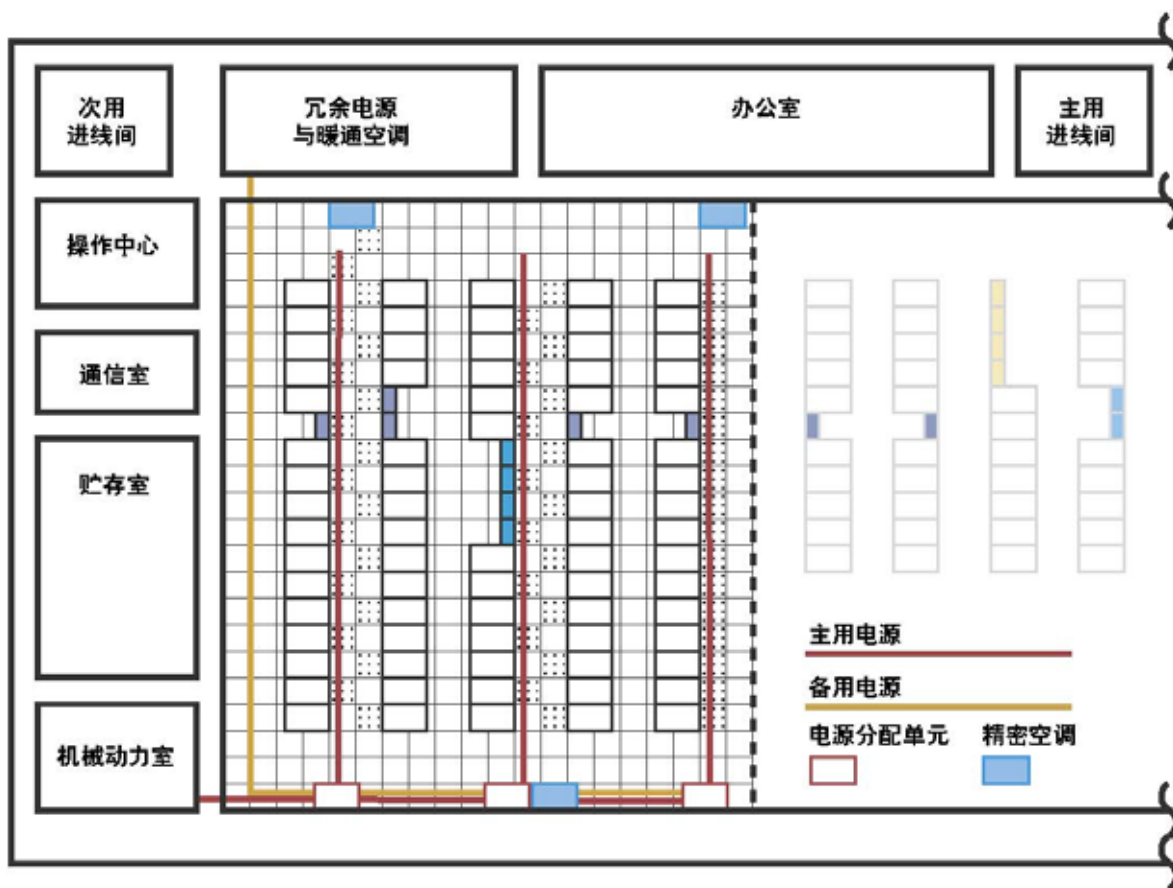 次用
进线间
冗余电源
与暖通空调
办公室
主用
进线间
操作中心
通信室
贮存室
机械动力室
主用电源
备用电源
电源分配单元
精密空调